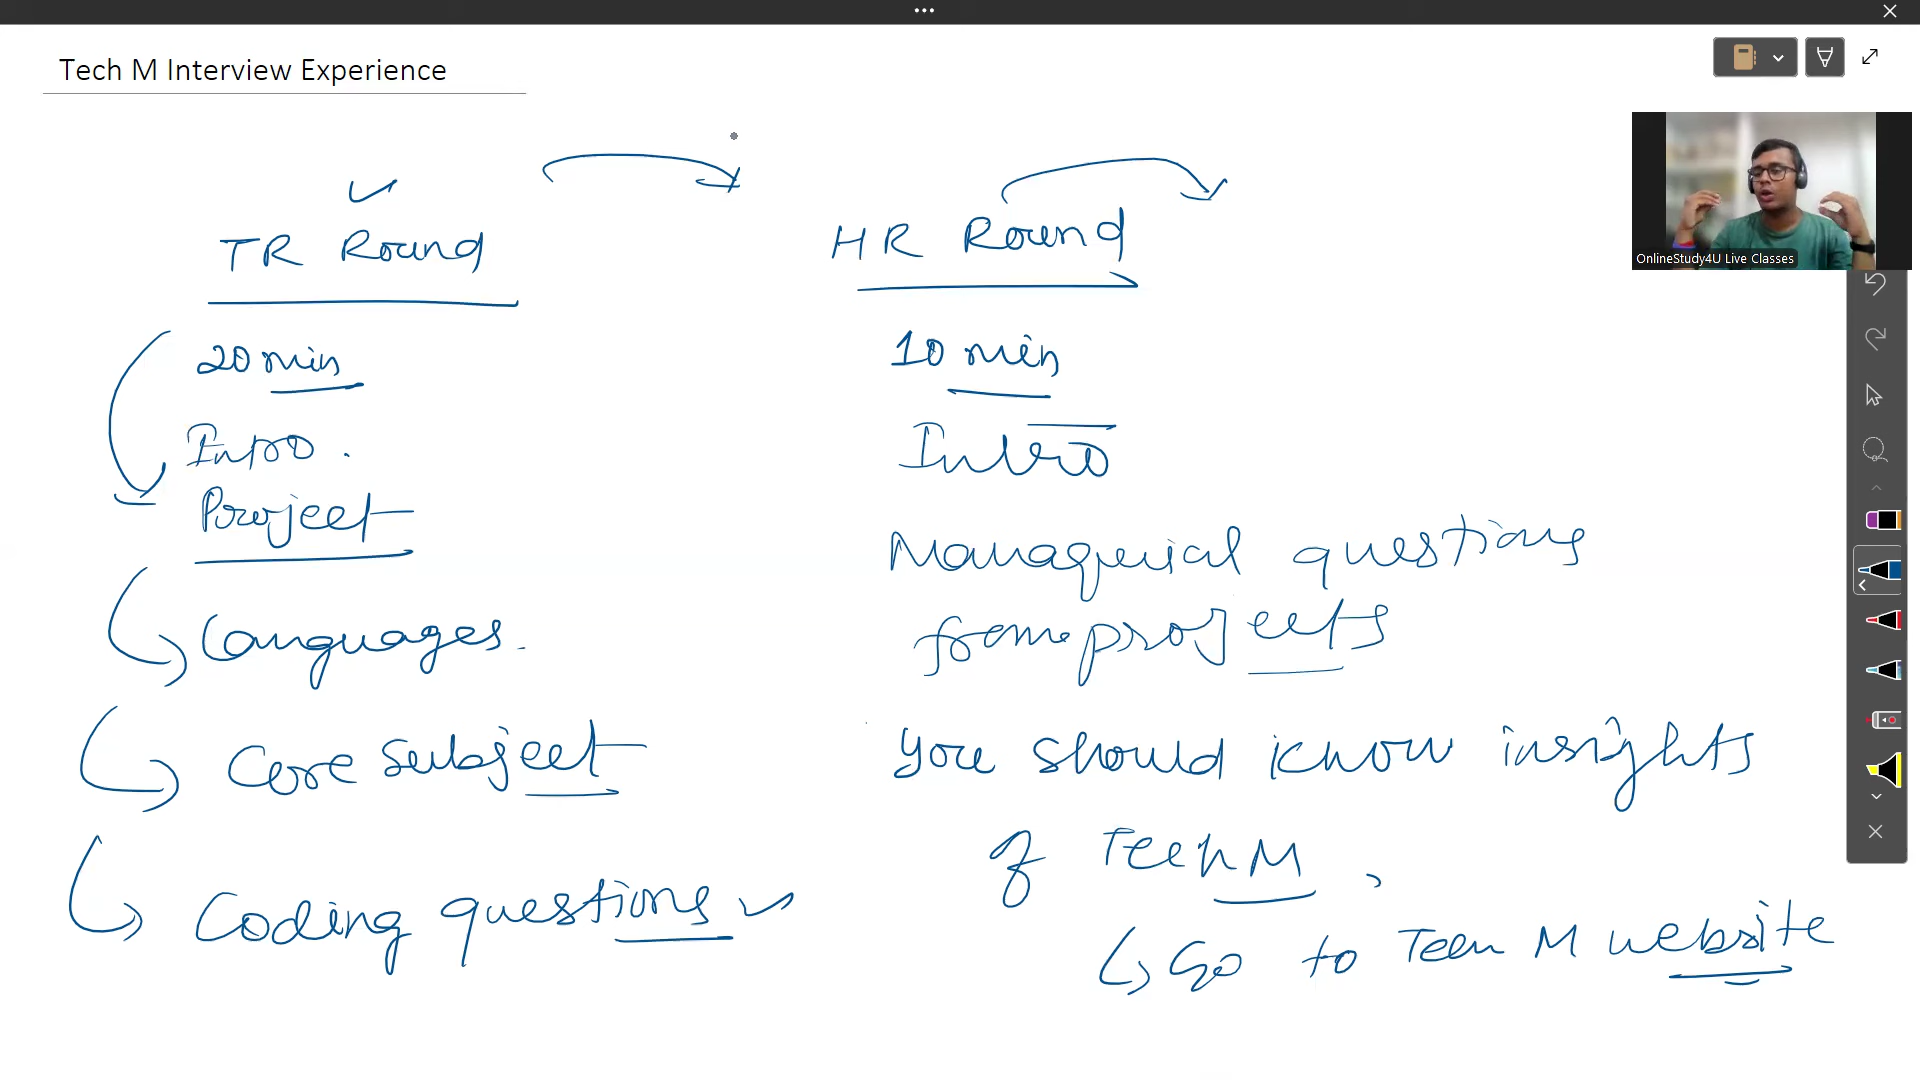 Tech M Interview Experience
OnlineStudy4U Live Classes
TR Round
20 min
Intro.
Project
Languages.
Core subject
Coding questions
HR Round
10 min
Intro
Managerial questions
from projects
you should know insights
of Tech M,
Go to Tech M website